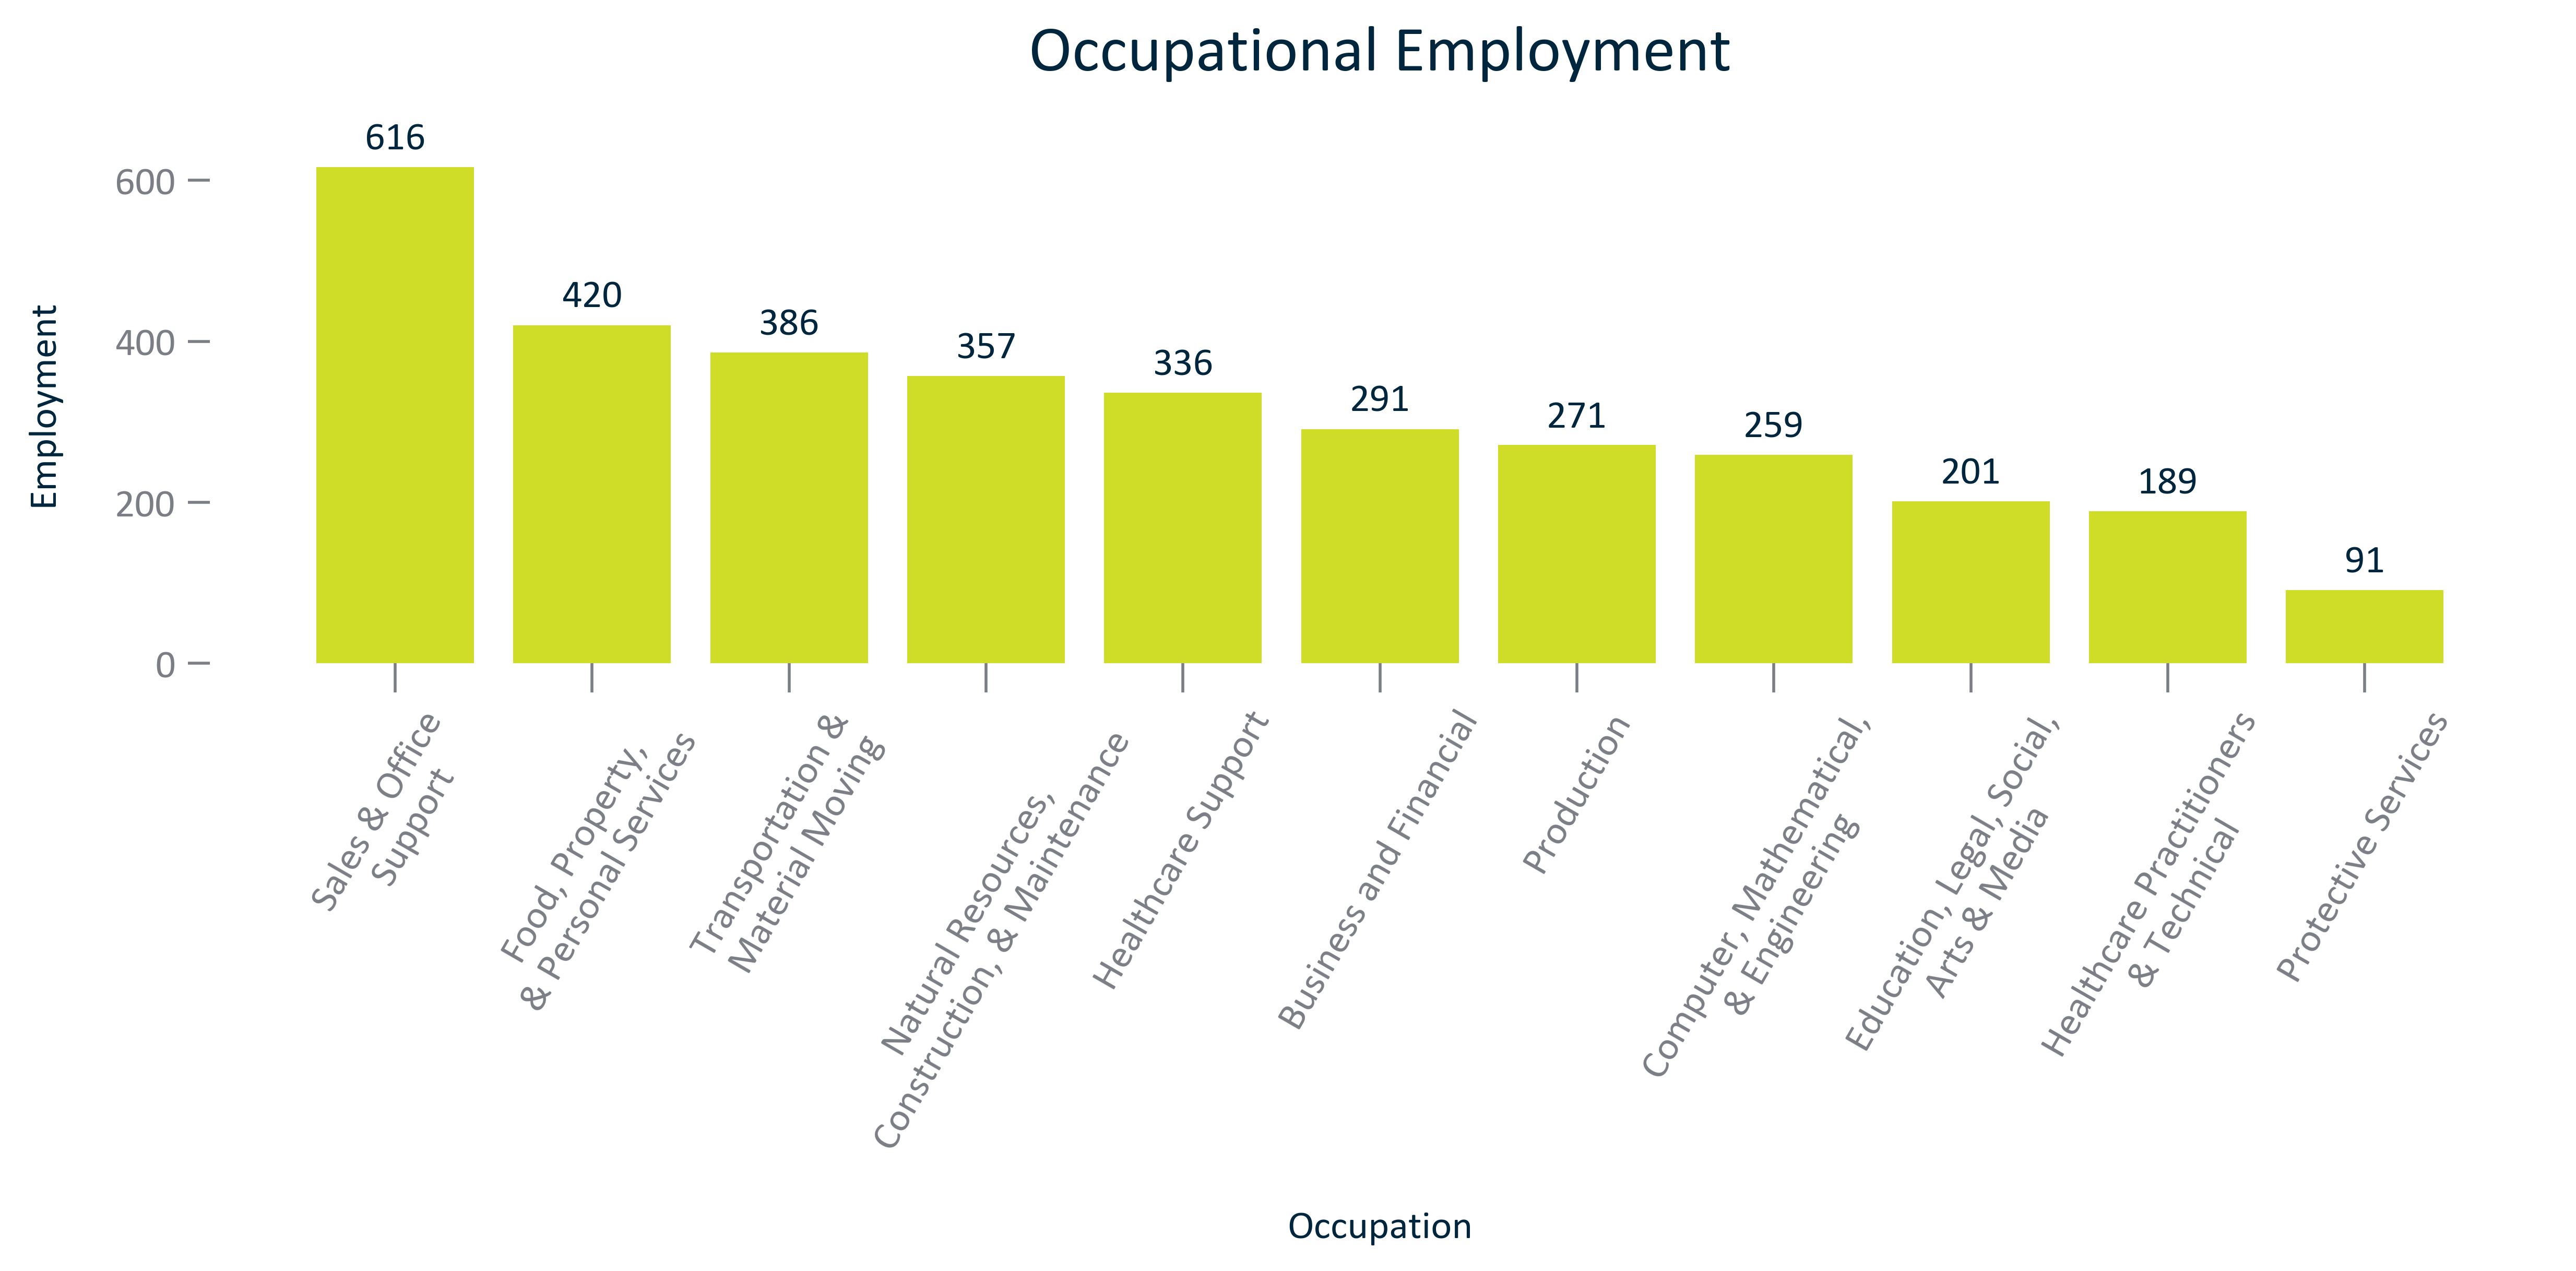 Occupational Employment
616
420
386
357
336
291
271
259
201
189
91
600
400
200
0
Employment
Sales & Office
Support
Food, Property,
& Personal Services
Transportation &
Material Moving
Natural Resources,
Construction, & Maintenance
Healthcare Support
Business and Financial
Production
Computer, Mathematical,
& Engineering
Education, Legal, Social,
Arts & Media
Healthcare Practitioners
& Technical
Protective Services
Occupation